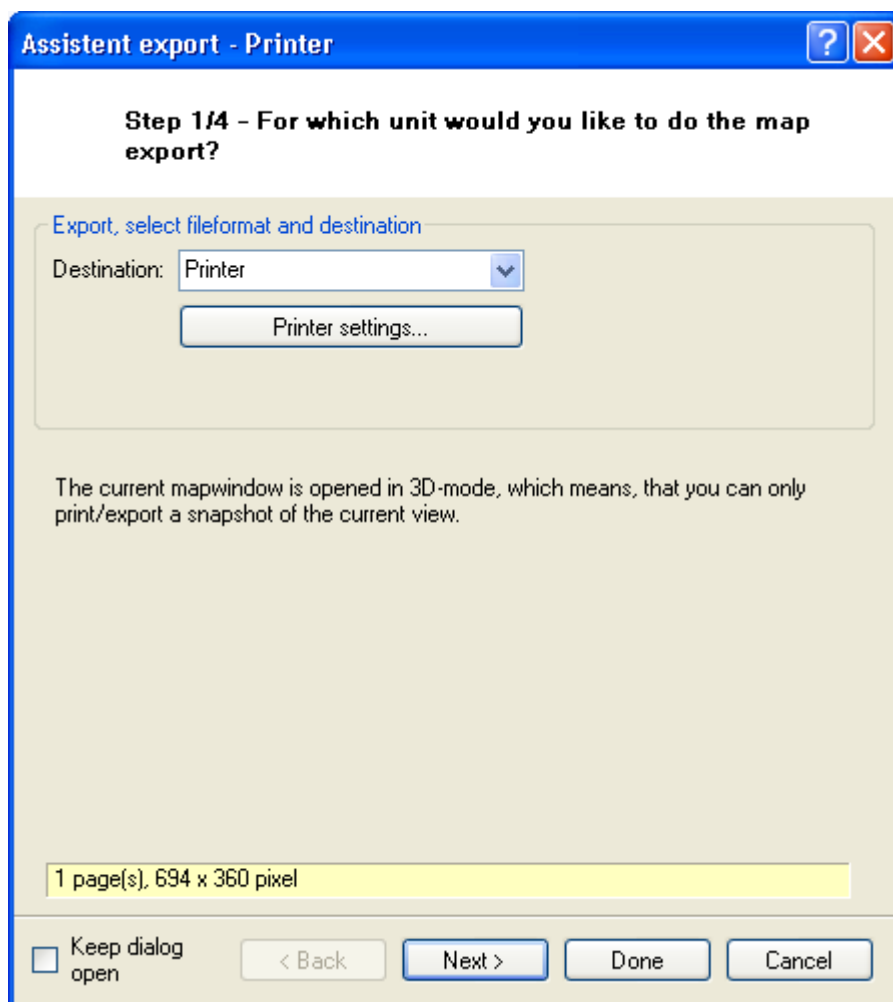 Assistent export - Printer
Step 1/4 - For which unit would you like to do the map
export?
Export, select fileformat and destination
Destination: Printer
Printer settings...
The current mapwindow is opened in 3D-mode, which means, that you can only
print/export a snapshot of the current view.
1 page(s), 694 x 360 pixel
Keep dialog
open
< Back
Next >
Done
Cancel